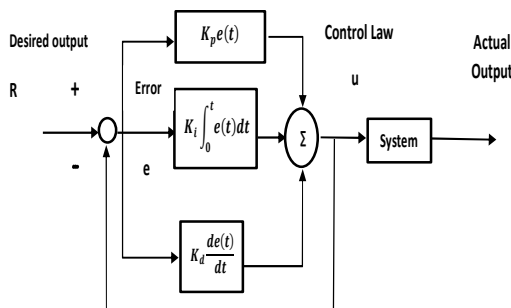 Desired output
R
+
-
Error
e
K_p e(t)
K_i ∫_0^t e(t)dt
K_d de(t)/dt
Σ
Control Law
u
System
Actual
Output